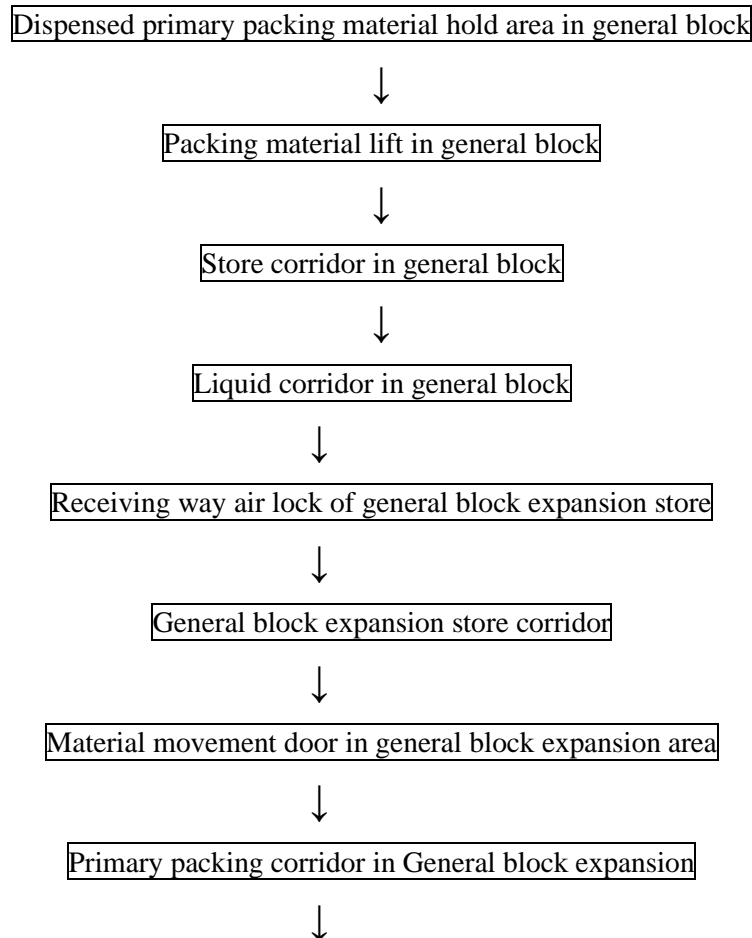 Dispensed primary packing material hold area in general block
↓
Packing material lift in general block
↓
Store corridor in general block
↓
Liquid corridor in general block
↓
Receiving way air lock of general block expansion store
↓
General block expansion store corridor
↓
Material movement door in general block expansion area
↓
Primary packing corridor in General block expansion
↓